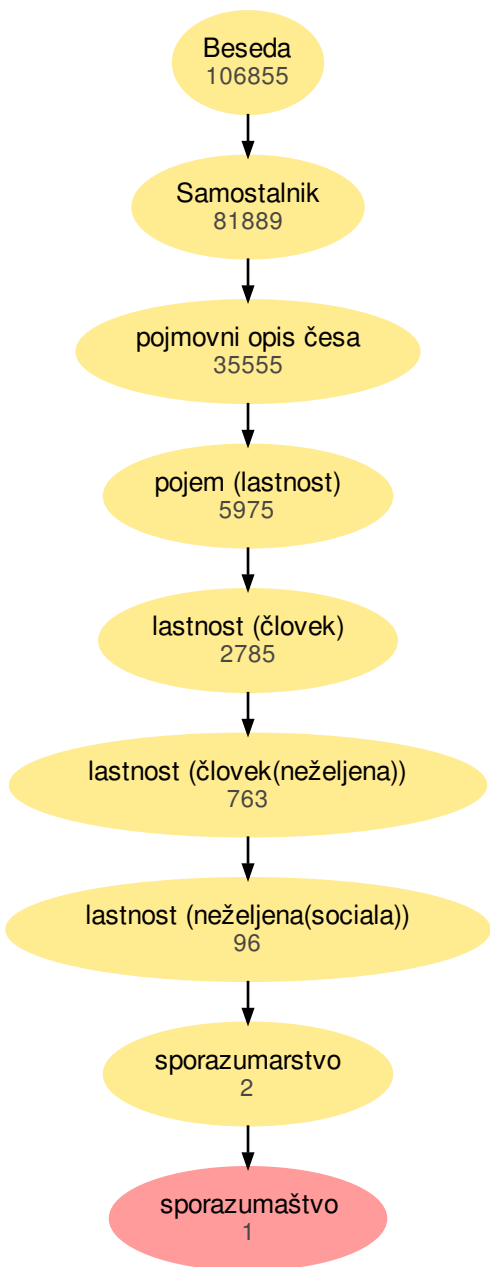 Beseda
106855
Samostalnik
81889
pojmovni opis česa
35555
pojem (lastnost)
5975
lastnost (človek)
2785
lastnost (človek(neželjena))
763
lastnost (neželjena(sociala))
96
sporazumarstvo
2
sporazumaštvo
1